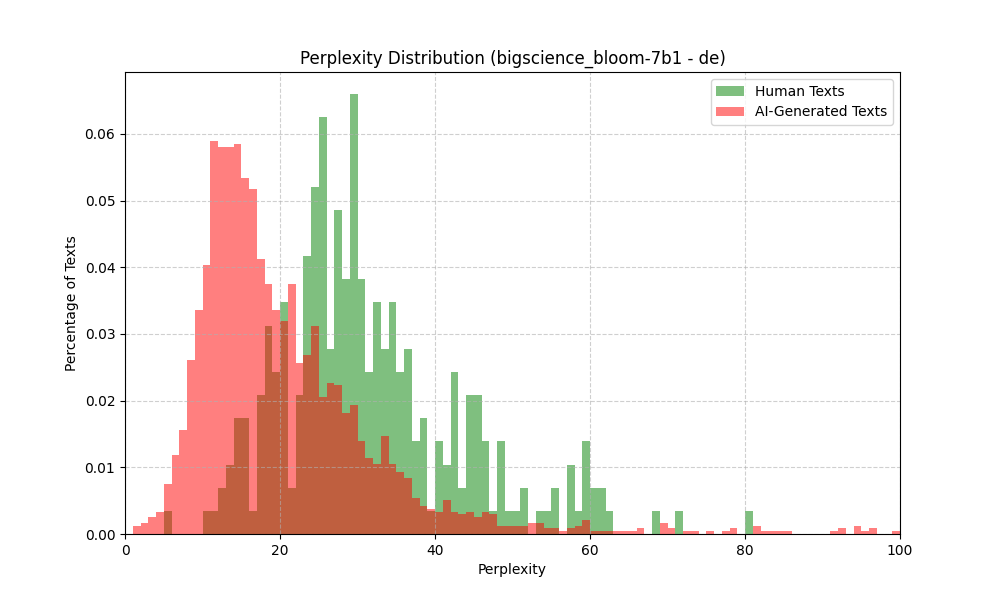 Perplexity Distribution (bigscience_bloom-7b1 - de)
Human Texts
AI-Generated Texts
Percentage of Texts
0.06
0.05
0.04
0.03
0.02
0.01
0.00
0 20 40 60 80 100
Perplexity